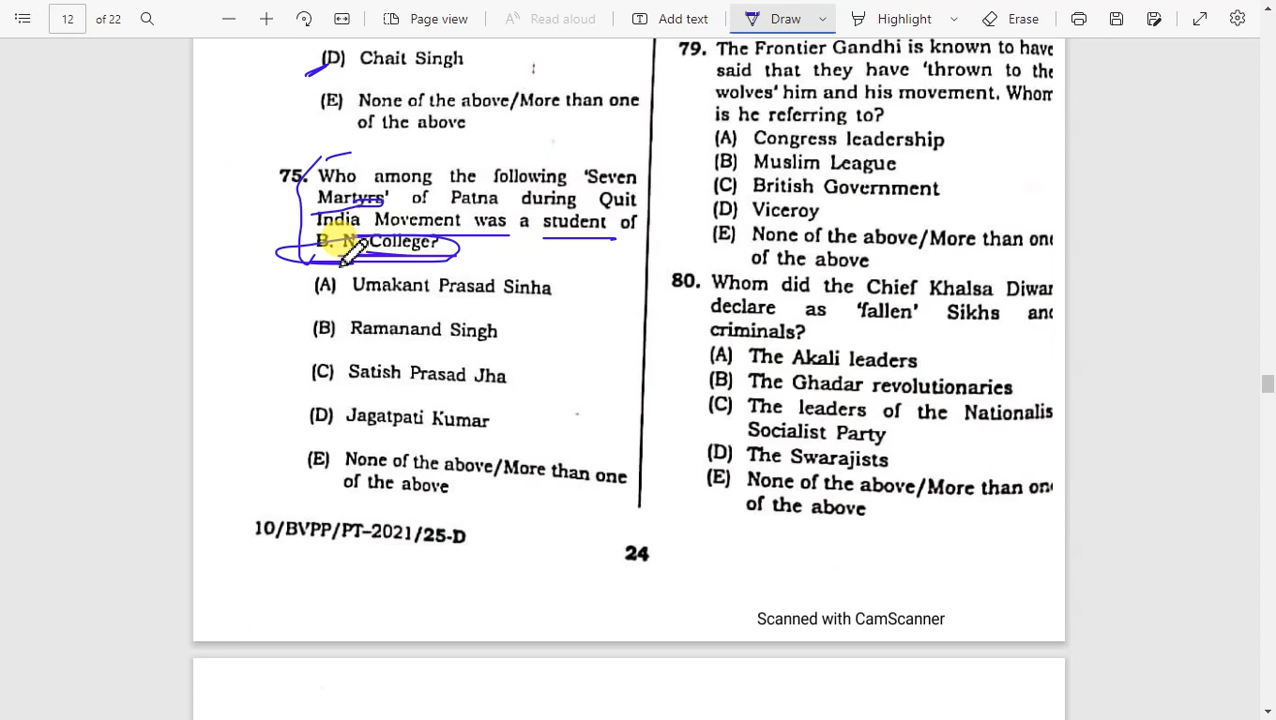 12
of 22
Page view
Read aloud
Add text
Draw
Highlight
Erase
(D) Chait Singh
(E) None of the above/More than one
of the above
75. Who among the following 'Seven
Martyrs' of Patna during Quit
India Movement was a student of
B. N. College?
(A) Umakant Prasad Sinha
(B) Ramanand Singh
(C) Satish Prasad Jha
(D) Jagatpati Kumar
(E) None of the above/More than one
of the above
10/BVPP/PT–2021/25-D
79. The Frontier Gandhi is known to have
said that they have 'thrown to the
wolves' him and his movement. Whom
is he referring to?
(A) Congress leadership
(B) Muslim League
(C) British Government
(D) Viceroy
(E) None of the above/More than one
of the above
80. Whom did the Chief Khalsa Diwan
declare as 'fallen' Sikhs and
criminals?
(A) The Akali leaders
(B) The Ghadar revolutionaries
(C) The leaders of the Nationalis
Socialist Party
(D) The Swarajists
(E) None of the above/More than one
of the above
24
Scanned with CamScanner